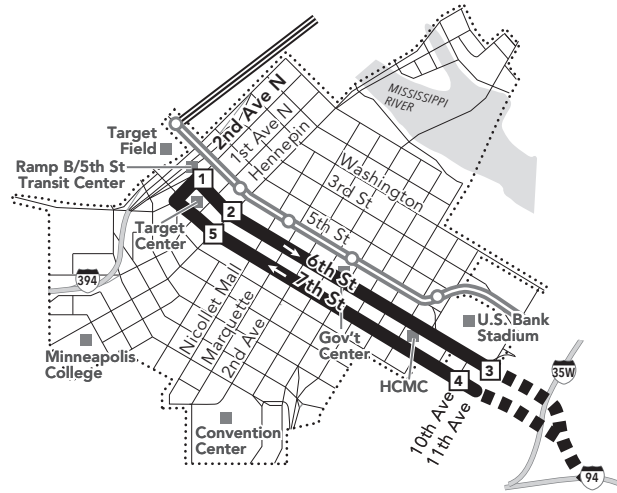 MISSISSIPPI
RIVER
2nd Ave N
1st Ave N
Hennepin
Target
Field
Ramp B/5th St
Transit Center
Washington
3rd St
1
2
Target
Center
5
5th St
6th St
7th St
394
Nicollet Mall
Marquette
2nd Ave
Gov't
Center
U.S. Bank
Stadium
Minneapolis
College
HCMC
3
4
35W
10th Ave
11th Ave
Convention
Center
94